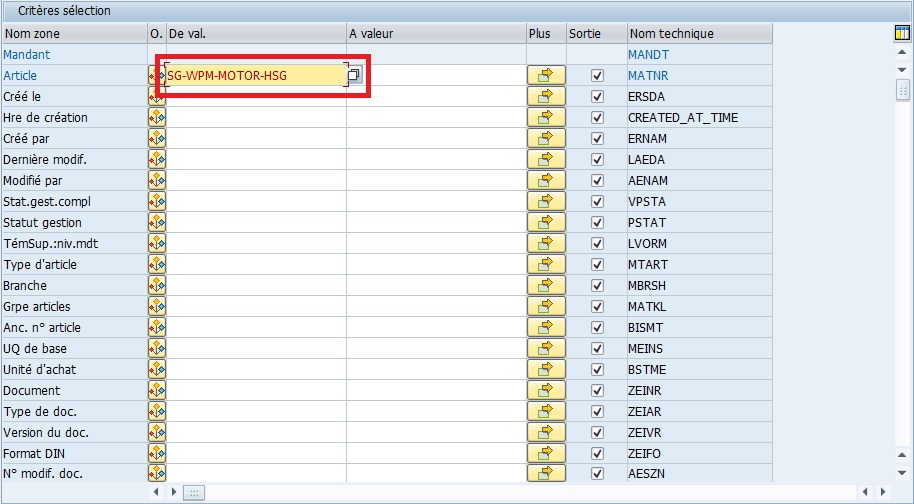 Critères sélection
Nom zone O. De val. A valeur Plus Sortie Nom technique
Mandant MANDT
Article SG-WPM-MOTOR-HSG MATNR
Créé le ERSDA
Hre de création CREATED_AT_TIME
Créé par ERNAM
Dernière modif. LAEDA
Modifié par AENAM
Stat.gest.compl VPSTA
Statut gestion PSTAT
TémSup.:niv.mdt LVORM
Type d'article MTART
Branche MBRSH
Grpe articles MATKL
Anc. n° article BISMT
UQ de base MEINS
Unité d'achat BSTME
Document ZEINR
Type de doc. ZEIAR
Version du doc. ZEIVR
Format DIN ZEIFO
N° modif. doc. AESZN